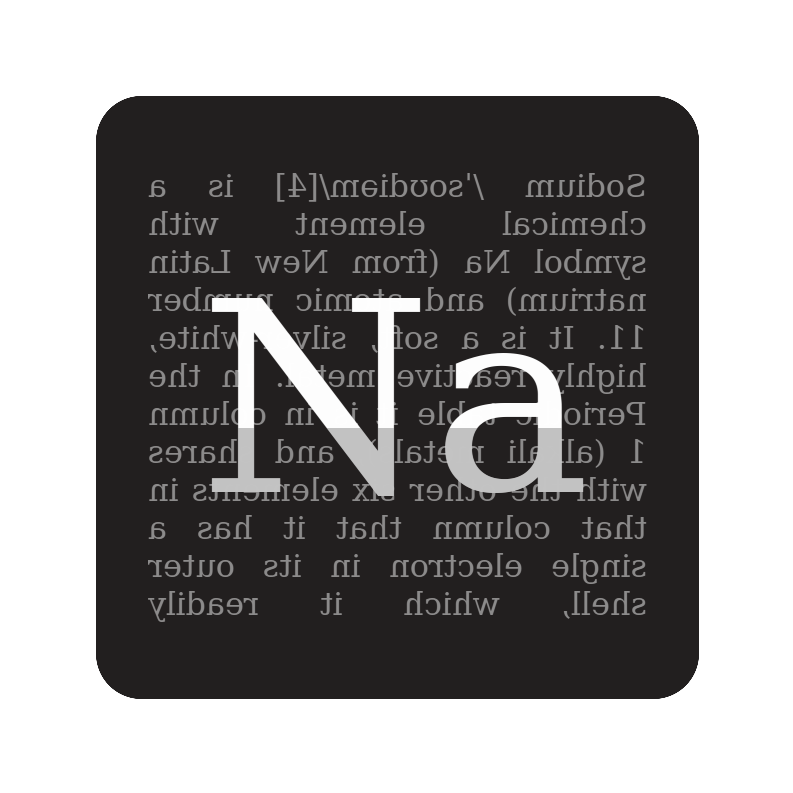 Sodium /ˈsoʊdiəm/[4] is a
chemical element with
symbol Na (from New Latin
natrium) and atomic number
11. It is a soft, silvery-white,
highly reactive metal. In the
Periodic table it is in column
1 (alkali metals) and shares
with the other six elements in
that column that it has a
single electron in its outer
shell, which it readily
Na